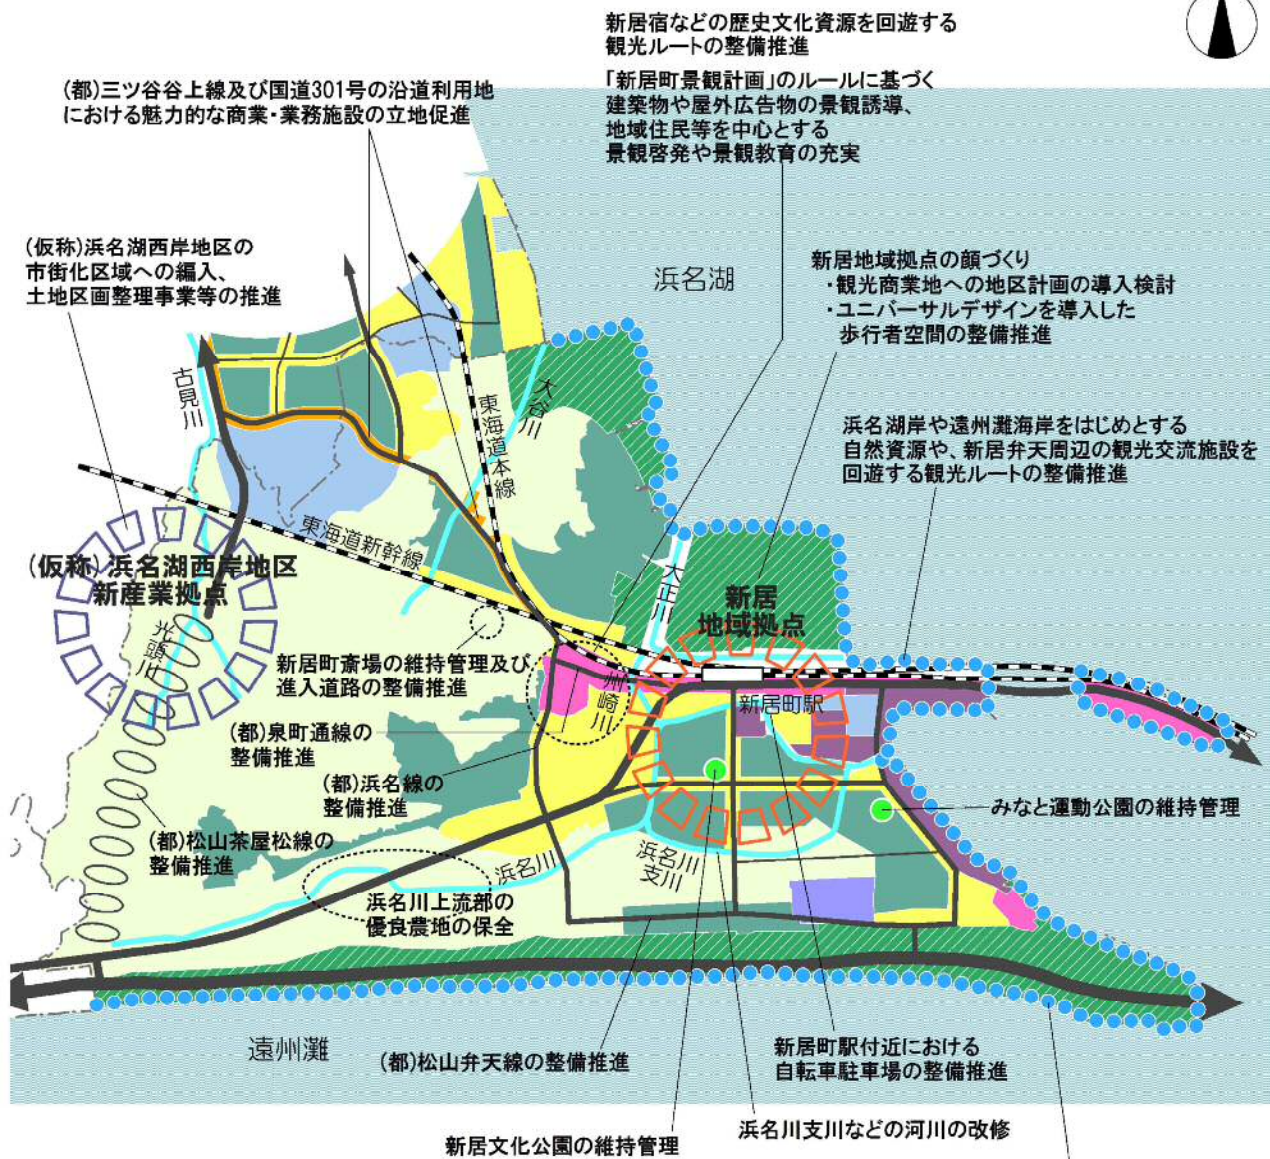 新居宿などの歴史文化資源を回遊する
観光ルートの整備推進
「新居町景観計画」のルールに基づく
建築物や屋外広告物の景観誘導、
地域住民等を中心とする
景観啓発や景観教育の充実
(都)三ツ谷谷上線及び国道301号の沿道利用地
における魅力的な商業・業務施設の立地促進
(仮称)浜名湖西岸地区の
市街化区域への編入、
土地区画整理事業等の推進
浜名湖
新居地域拠点の顔づくり
・観光商業地への地区計画の導入検討
・ユニバーサルデザインを導入した
歩行者空間の整備推進
古見川
東海道本線
大谷川
浜名湖岸や遠州灘海岸をはじめとする
自然資源や、新居弁天周辺の観光交流施設を
回遊する観光ルートの整備推進
東海道新幹線
(仮称)浜名湖西岸地区
新産業拠点
大正川
新居
地域拠点
新居町斎場の維持管理及び
進入道路の整備推進
新居町駅
(都)泉町通線の
整備推進
(都)浜名線の
整備推進
みなと運動公園の維持管理
(都)松山茶屋松線の
整備推進
浜名川
浜名川
支川
浜名川上流部の
優良農地の保全
遠州灘
(都)松山弁天線の整備推進
新居町駅付近における
自転車駐車場の整備推進
浜名川支川などの河川の改修
新居文化公園の維持管理